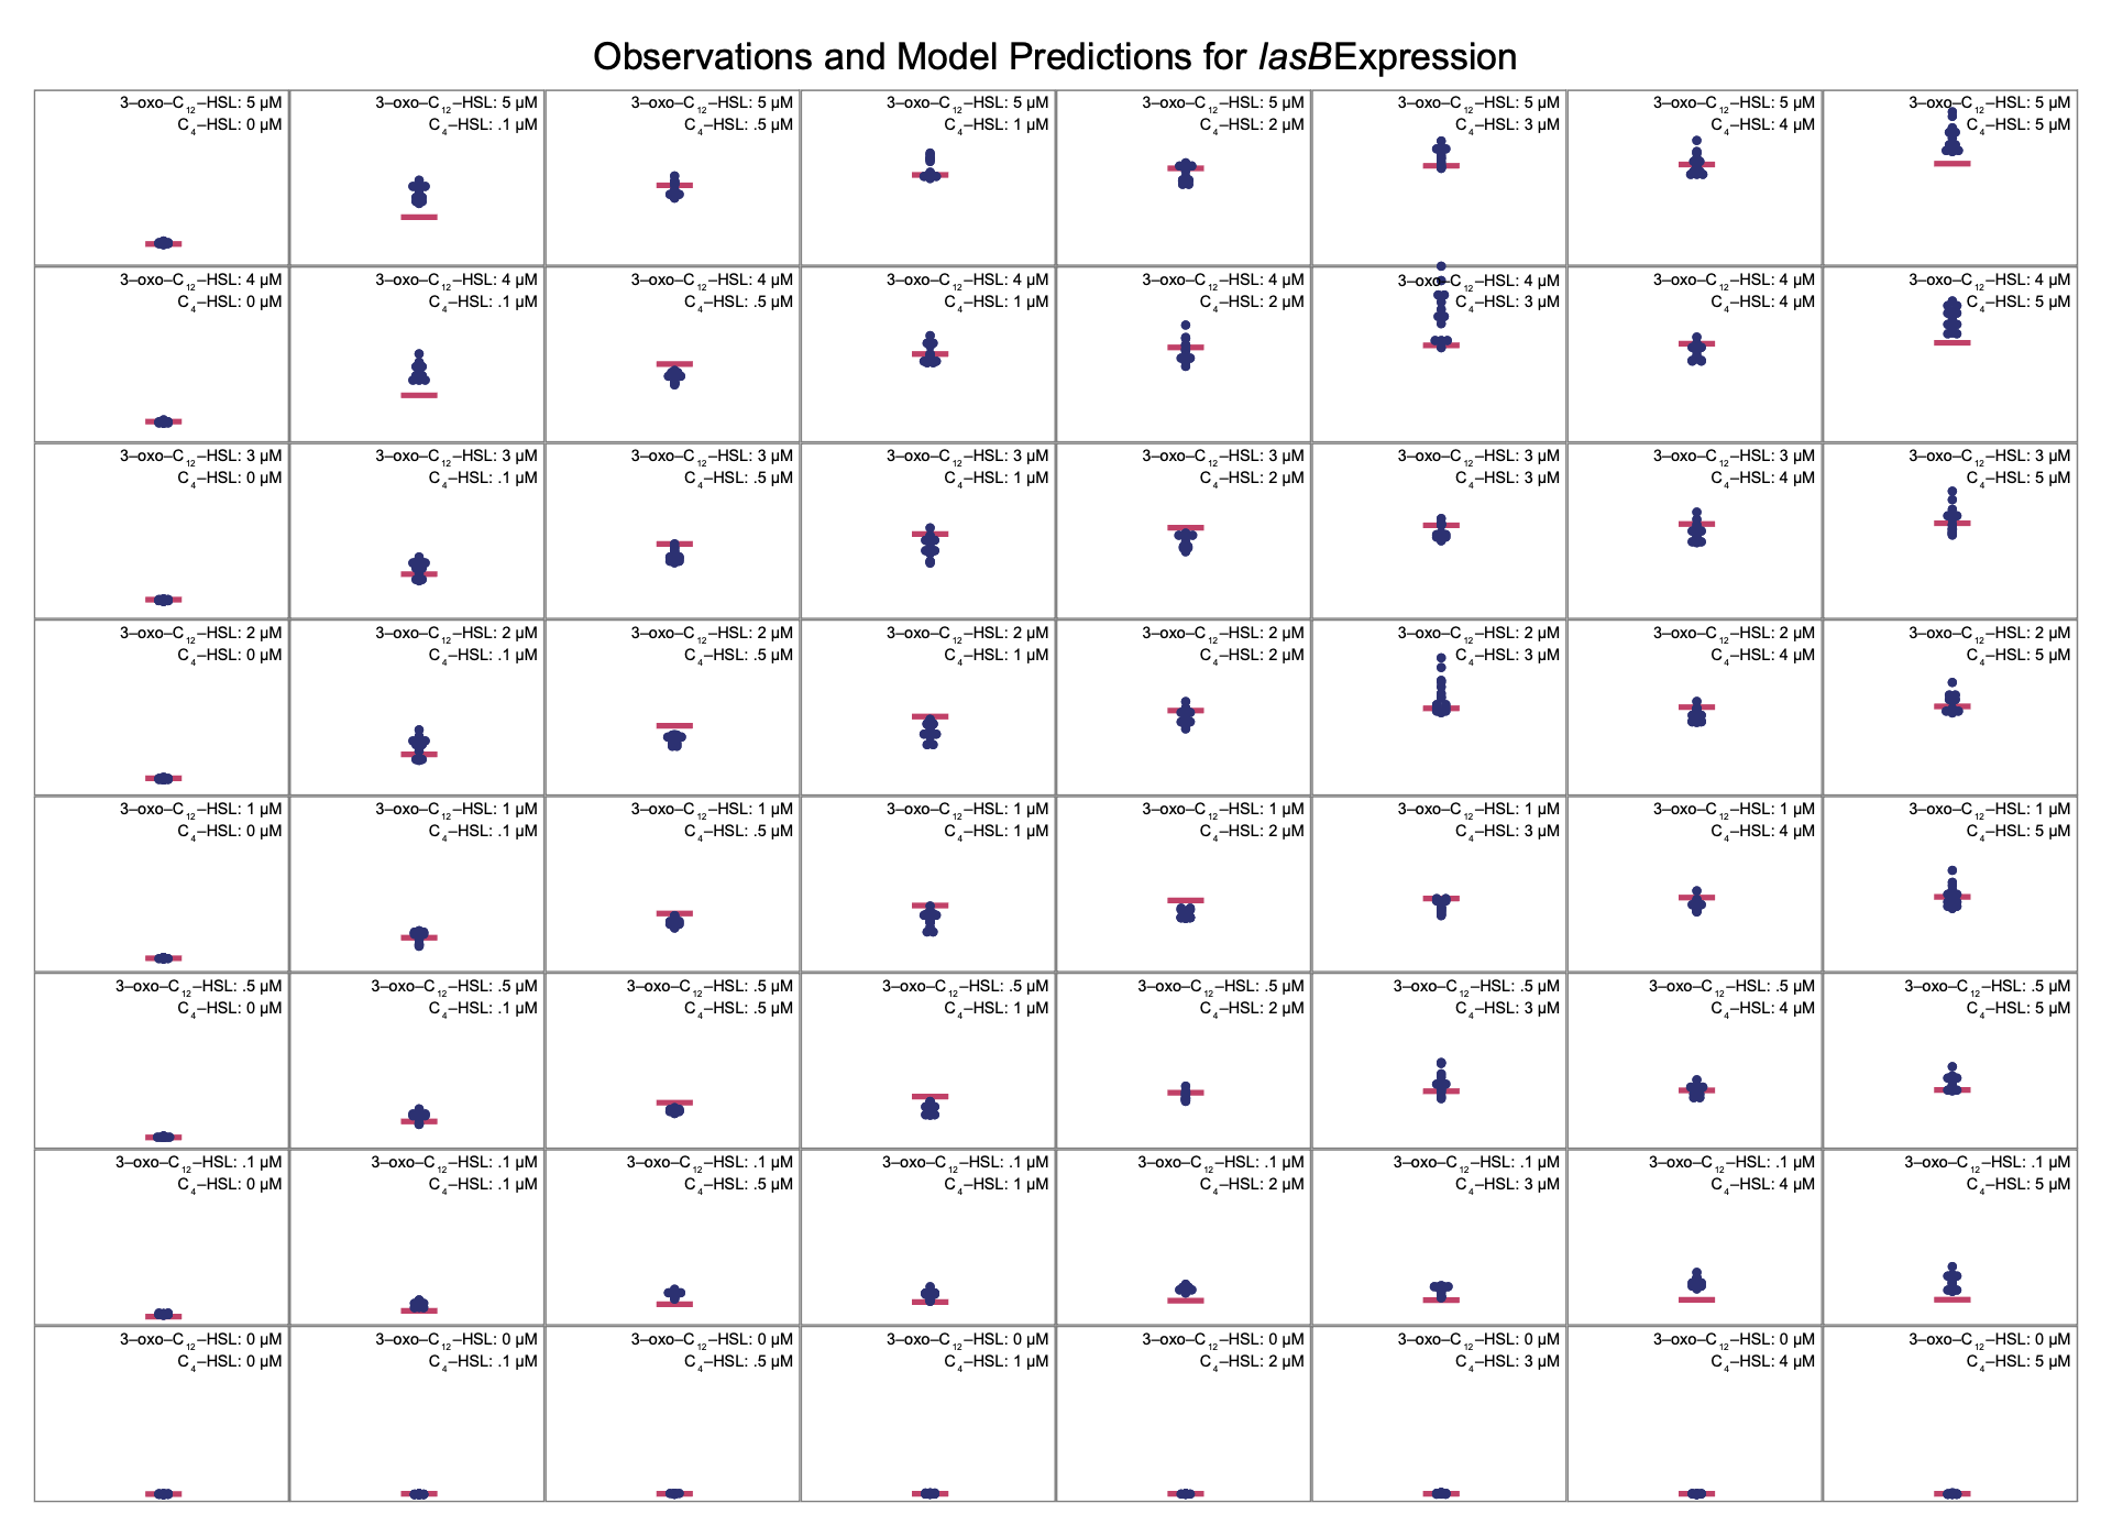 Observations and Model Predictions for lasBExpression
3–oxo–C12–HSL: 5 µM 3–oxo–C12–HSL: 5 µM 3–oxo–C12–HSL: 5 µM 3–oxo–C12–HSL: 5 µM 3–oxo–C12–HSL: 5 µM 3–oxo–C12–HSL: 5 µM 3–oxo–C12–HSL: 5 µM 3–oxo–C12–HSL: 5 µM
C4–HSL: 0 µM C4–HSL: .1 µM C4–HSL: .5 µM C4–HSL: 1 µM C4–HSL: 2 µM C4–HSL: 3 µM C4–HSL: 4 µM C4–HSL: 5 µM
3–oxo–C12–HSL: 4 µM 3–oxo–C12–HSL: 4 µM 3–oxo–C12–HSL: 4 µM 3–oxo–C12–HSL: 4 µM 3–oxo–C12–HSL: 4 µM 3–oxo–C12–HSL: 4 µM 3–oxo–C12–HSL: 4 µM 3–oxo–C12–HSL: 4 µM
C4–HSL: 0 µM C4–HSL: .1 µM C4–HSL: .5 µM C4–HSL: 1 µM C4–HSL: 2 µM C4–HSL: 3 µM C4–HSL: 4 µM C4–HSL: 5 µM
3–oxo–C12–HSL: 3 µM 3–oxo–C12–HSL: 3 µM 3–oxo–C12–HSL: 3 µM 3–oxo–C12–HSL: 3 µM 3–oxo–C12–HSL: 3 µM 3–oxo–C12–HSL: 3 µM 3–oxo–C12–HSL: 3 µM 3–oxo–C12–HSL: 3 µM
C4–HSL: 0 µM C4–HSL: .1 µM C4–HSL: .5 µM C4–HSL: 1 µM C4–HSL: 2 µM C4–HSL: 3 µM C4–HSL: 4 µM C4–HSL: 5 µM
3–oxo–C12–HSL: 2 µM 3–oxo–C12–HSL: 2 µM 3–oxo–C12–HSL: 2 µM 3–oxo–C12–HSL: 2 µM 3–oxo–C12–HSL: 2 µM 3–oxo–C12–HSL: 2 µM 3–oxo–C12–HSL: 2 µM 3–oxo–C12–HSL: 2 µM
C4–HSL: 0 µM C4–HSL: .1 µM C4–HSL: .5 µM C4–HSL: 1 µM C4–HSL: 2 µM C4–HSL: 3 µM C4–HSL: 4 µM C4–HSL: 5 µM
3–oxo–C12–HSL: 1 µM 3–oxo–C12–HSL: 1 µM 3–oxo–C12–HSL: 1 µM 3–oxo–C12–HSL: 1 µM 3–oxo–C12–HSL: 1 µM 3–oxo–C12–HSL: 1 µM 3–oxo–C12–HSL: 1 µM 3–oxo–C12–HSL: 1 µM
C4–HSL: 0 µM C4–HSL: .1 µM C4–HSL: .5 µM C4–HSL: 1 µM C4–HSL: 2 µM C4–HSL: 3 µM C4–HSL: 4 µM C4–HSL: 5 µM
3–oxo–C12–HSL: .5 µM 3–oxo–C12–HSL: .5 µM 3–oxo–C12–HSL: .5 µM 3–oxo–C12–HSL: .5 µM 3–oxo–C12–HSL: .5 µM 3–oxo–C12–HSL: .5 µM 3–oxo–C12–HSL: .5 µM 3–oxo–C12–HSL: .5 µM
C4–HSL: 0 µM C4–HSL: .1 µM C4–HSL: .5 µM C4–HSL: 1 µM C4–HSL: 2 µM C4–HSL: 3 µM C4–HSL: 4 µM C4–HSL: 5 µM
3–oxo–C12–HSL: .1 µM 3–oxo–C12–HSL: .1 µM 3–oxo–C12–HSL: .1 µM 3–oxo–C12–HSL: .1 µM 3–oxo–C12–HSL: .1 µM 3–oxo–C12–HSL: .1 µM 3–oxo–C12–HSL: .1 µM 3–oxo–C12–HSL: .1 µM
C4–HSL: 0 µM C4–HSL: .1 µM C4–HSL: .5 µM C4–HSL: 1 µM C4–HSL: 2 µM C4–HSL: 3 µM C4–HSL: 4 µM C4–HSL: 5 µM
3–oxo–C12–HSL: 0 µM 3–oxo–C12–HSL: 0 µM 3–oxo–C12–HSL: 0 µM 3–oxo–C12–HSL: 0 µM 3–oxo–C12–HSL: 0 µM 3–oxo–C12–HSL: 0 µM 3–oxo–C12–HSL: 0 µM 3–oxo–C12–HSL: 0 µM
C4–HSL: 0 µM C4–HSL: .1 µM C4–HSL: .5 µM C4–HSL: 1 µM C4–HSL: 2 µM C4–HSL: 3 µM C4–HSL: 4 µM C4–HSL: 5 µM